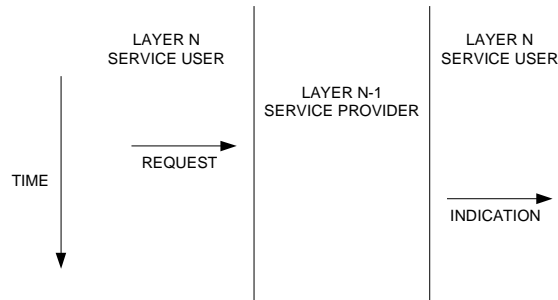 LAYER N
SERVICE USER
LAYER N-1
SERVICE PROVIDER
LAYER N
SERVICE USER
REQUEST
TIME
INDICATION